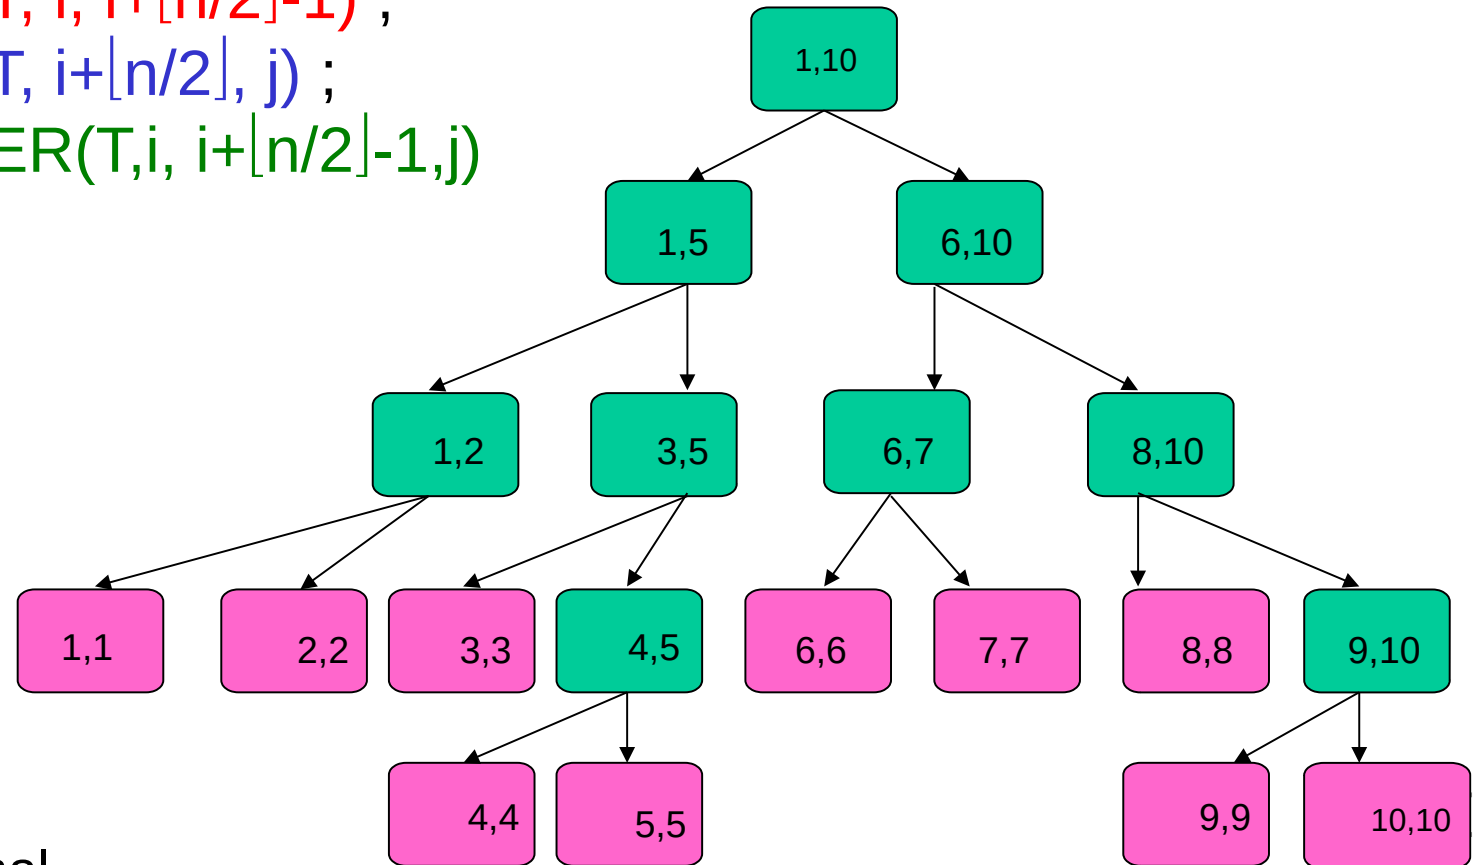 T, i, i+⌊n/2⌋-1) ;
T, i+⌊n/2⌋, j) ;
ER(T,i, i+⌊n/2⌋-1,j)
1,10
1,5 6,10
1,2 3,5 6,7 8,10
1,1 2,2 3,3 4,5 6,6 7,7 8,8 9,10
4,4 5,5 9,9 10,10